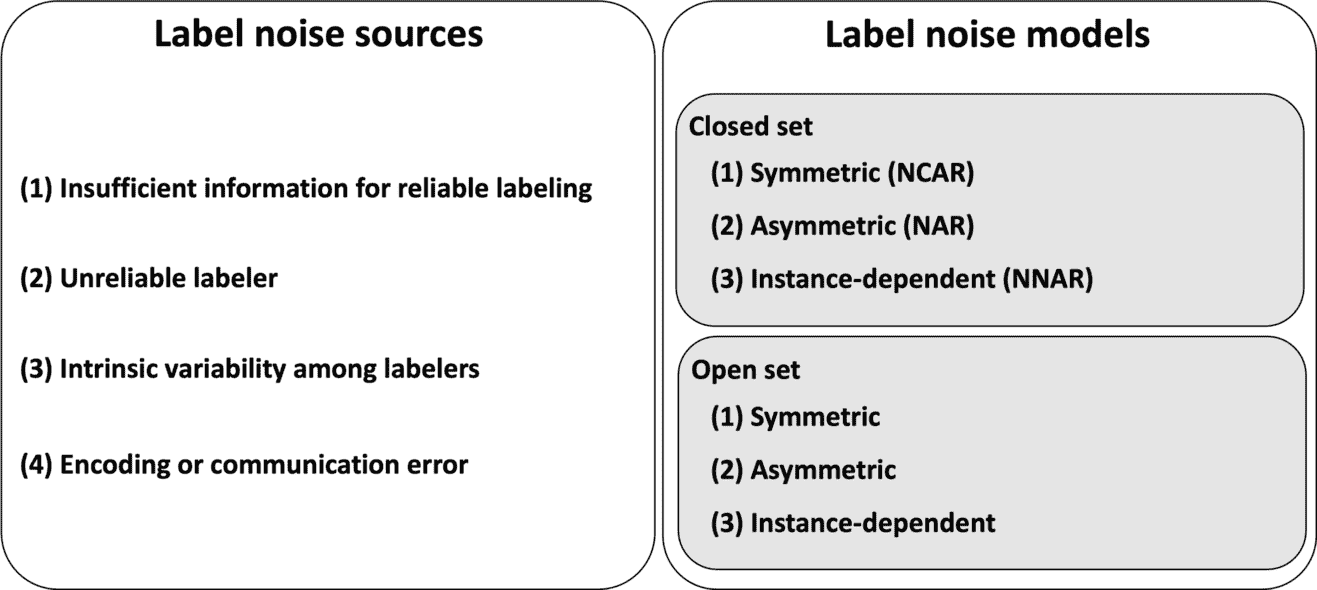 Label noise sources
(1) Insufficient information for reliable labeling
(2) Unreliable labeler
(3) Intrinsic variability among labelers
(4) Encoding or communication error
Label noise models
Closed set
(1) Symmetric (NCAR)
(2) Asymmetric (NAR)
(3) Instance-dependent (NNAR)
Open set
(1) Symmetric
(2) Asymmetric
(3) Instance-dependent